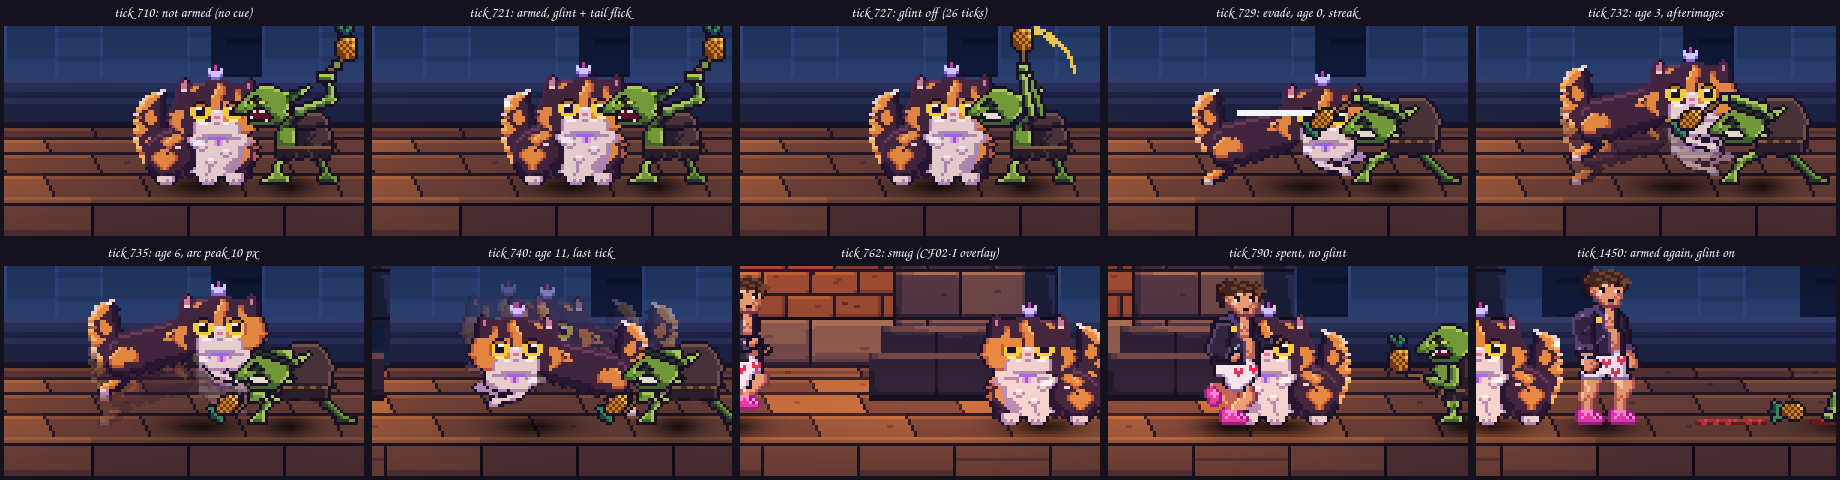 tick 710: not armed (no cue)
tick 721: armed, glint + tail flick
tick 727: glint off (26 ticks)
tick 729: evade, age 0, streak
tick 732: age 3, afterimages
tick 735: age 6, arc peak 10 px
tick 740: age 11, last tick
tick 762: smug (CF02-I overlay)
tick 790: spent, no glint
tick 1450: armed again, glint on